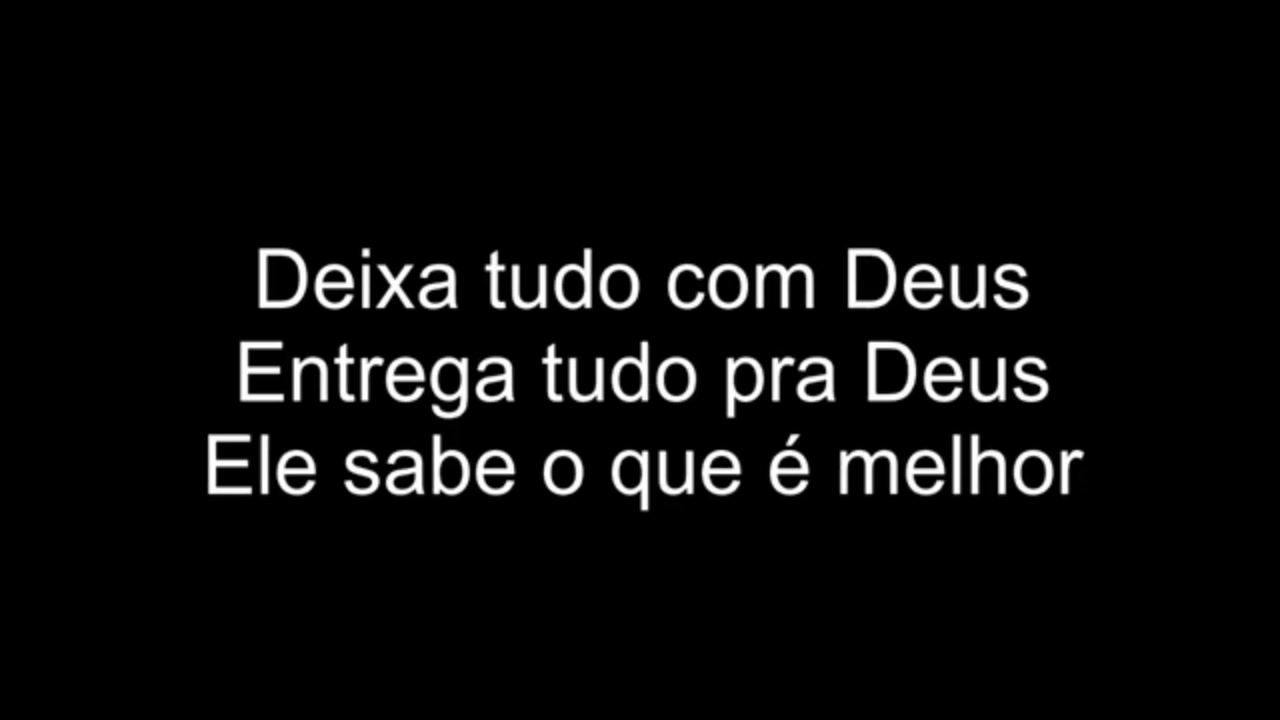 Deixa tudo com Deus
Entrega tudo pra Deus
Ele sabe o que é melhor